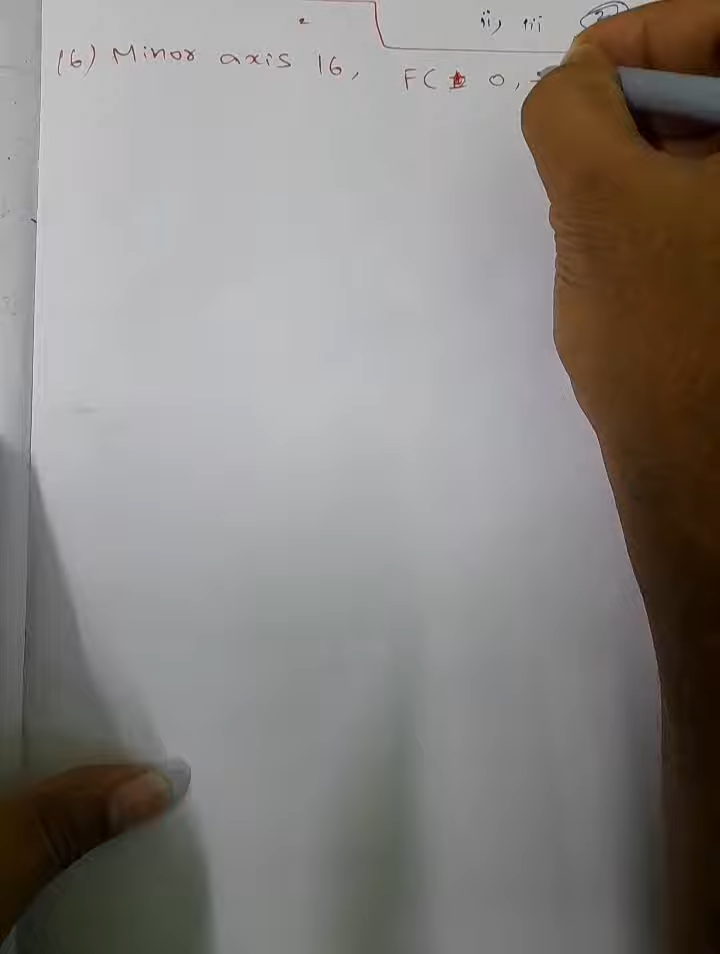 ii, iii
(6) Minor axis 16, F( 0,